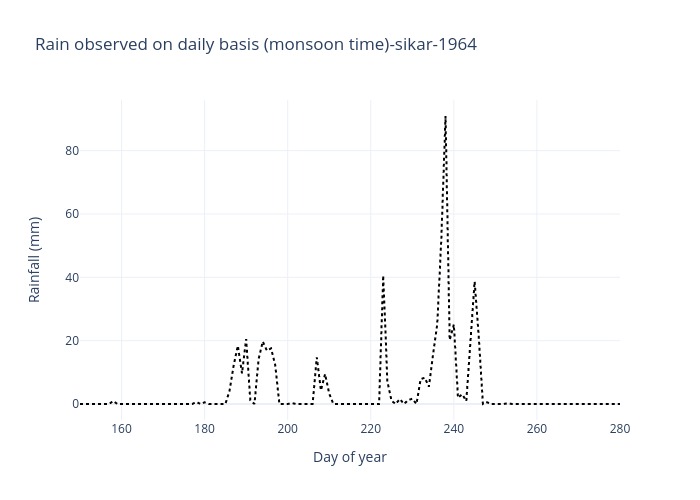 Rain observed on daily basis (monsoon time)-sikar-1964
Rainfall (mm)
80
60
40
20
0
160 180 200 220 240 260 280
Day of year